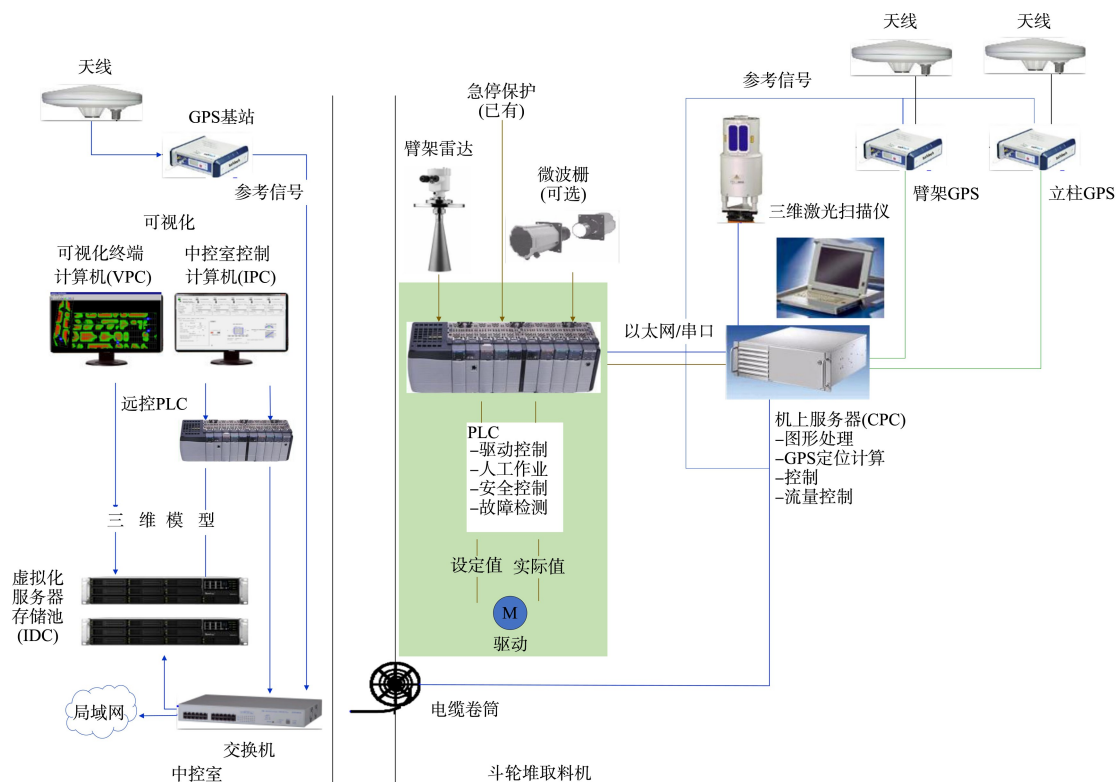 天线
GPS基站
参考信号
可视化
可视化终端
计算机(VPC)
中控室控制
计算机(IPC)
远控PLC
三 维 模 型
虚拟化
服务器
存储池
(IDC)
局域网
交换机
中控室
急停保护
(已有)
臂架雷达
微波栅
(可选)
PLC
–驱动控制
–人工作业
–安全控制
–故障检测
设定值
实际值
M
驱动
电缆卷筒
斗轮堆取料机
天线
天线
参考信号
臂架GPS
立柱GPS
三维激光扫描仪
以太网/串口
机上服务器(CPC)
–图形处理
–GPS定位计算
–控制
–流量控制